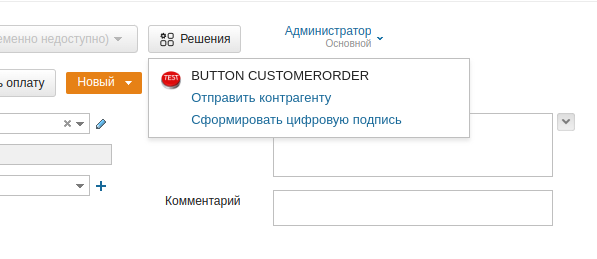 еменно недоступно)
Решения
Администратор
Основной
ь оплату
Новый
TEST
BUTTON CUSTOMERORDER
Отправить контрагенту
Сформировать цифровую подпись
Комментарий